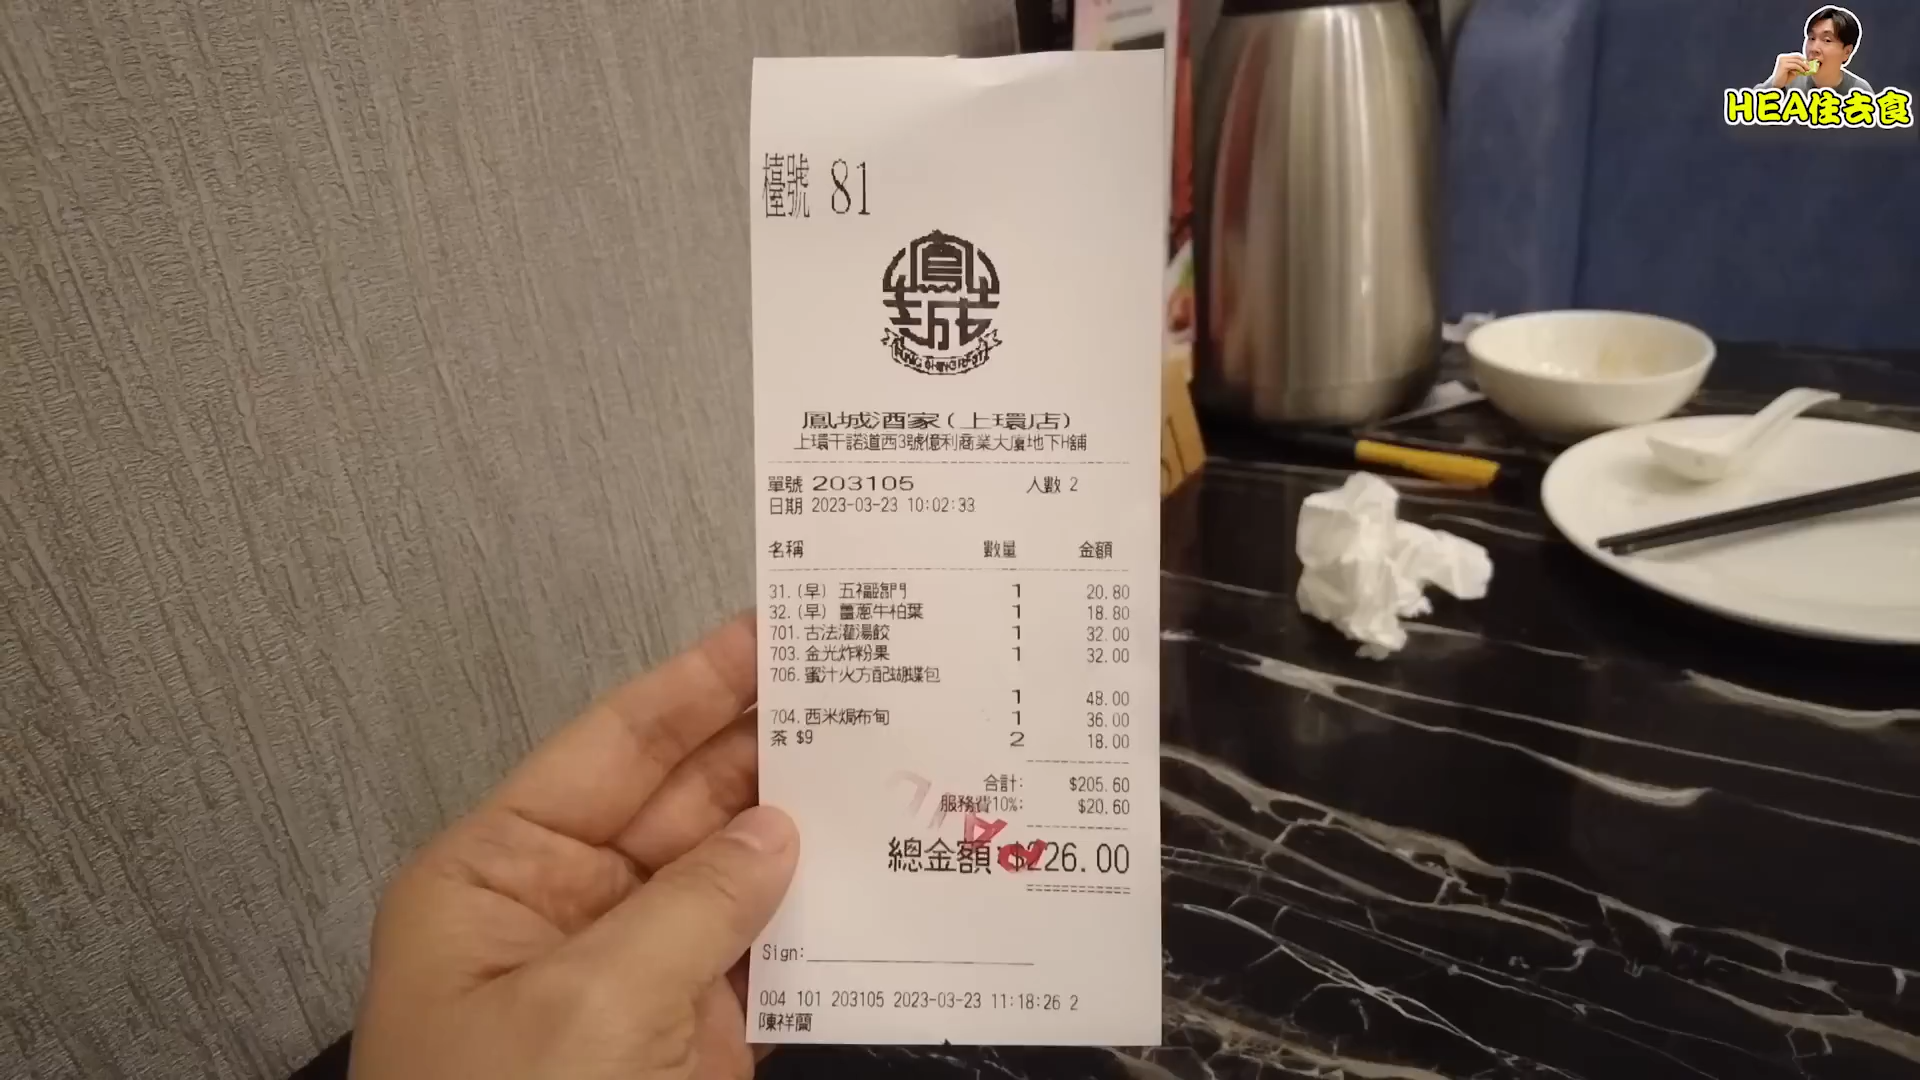 HEA住去食
檯號 81
鳳城
FUNG SHING REST
鳳城酒家(上環店)
上環干諾道西3號億利商業大廈地下H舖
單號 203105 人數 2
日期 2023-03-23 10:02:33
名稱 數量 金額
31.(早) 五福臨門 1 20.80
32.(早) 薑蔥牛柏葉 1 18.80
701.古法灌湯餃 1 32.00
703.金光炸粉果 1 32.00
706.蜜汁火方配蝴蝶包
1 48.00
704.西米焗布甸 1 36.00
茶 $9 2 18.00
合計: $205.60
服務費10%: $20.60
總金額:$226.00
Sign:
004 101 203105 2023-03-23 11:18:26 2
陳祥蘭